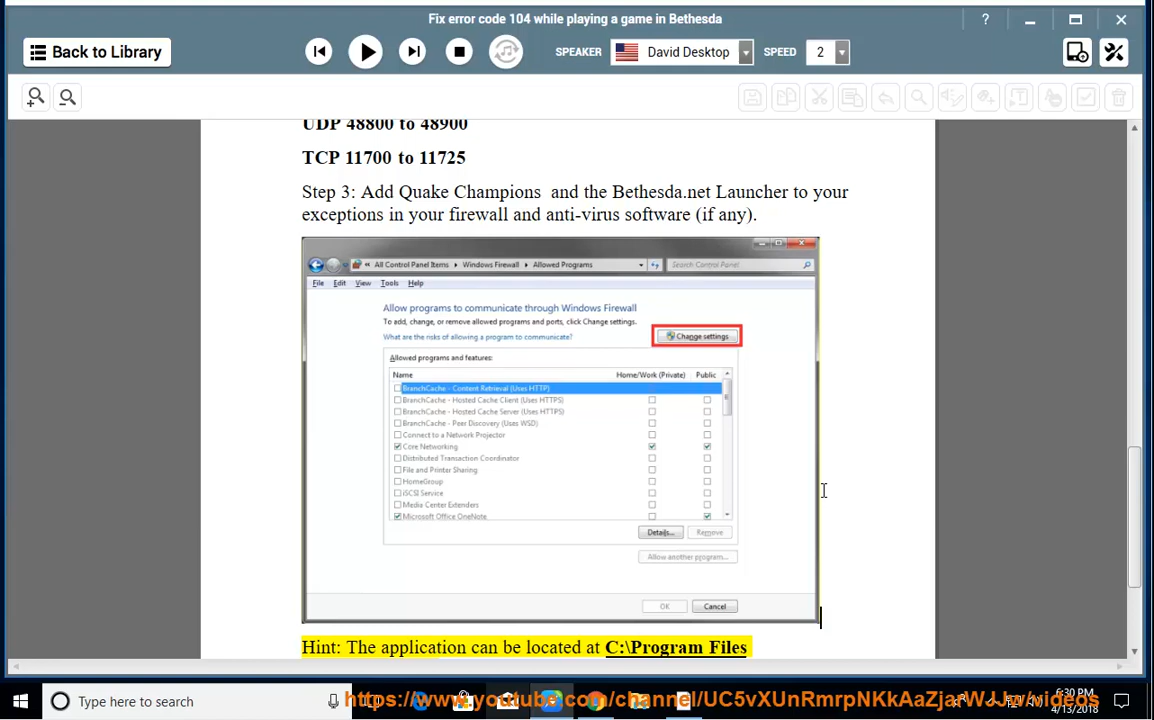 Fix error code 104 while playing a game in Bethesda
?
Back to Library
SPEAKER
David Desktop
SPEED
2
UDP 48800 to 48900
TCP 11700 to 11725
Step 3: Add Quake Champions and the Bethesda.net Launcher to your
exceptions in your firewall and anti-virus software (if any).
« All Control Panel Items Windows Firewall Allowed Programs
Search Control Panel
File Edit View Tools Help
Allow programs to communicate through Windows Firewall
To add, change, or remove allowed programs and ports, click Change settings.
What are the risks of allowing a program to communicate?
Change settings
Allowed programs and features:
Name Home/Work (Private) Public
BranchCache - Content Retrieval (Uses HTTP)
BranchCache - Hosted Cache Client (Uses HTTPS)
BranchCache - Hosted Cache Server (Uses HTTPS)
BranchCache - Peer Discovery (Uses WSD)
Connect to a Network Projector
Core Networking
Distributed Transaction Coordinator
File and Printer Sharing
HomeGroup
iSCSI Service
Media Center Extenders
Microsoft Office OneNote
Details... Remove
Allow another program...
OK Cancel
Hint: The application can be located at C:\Program Files
Type here to search
6:30 PM
4/13/2018